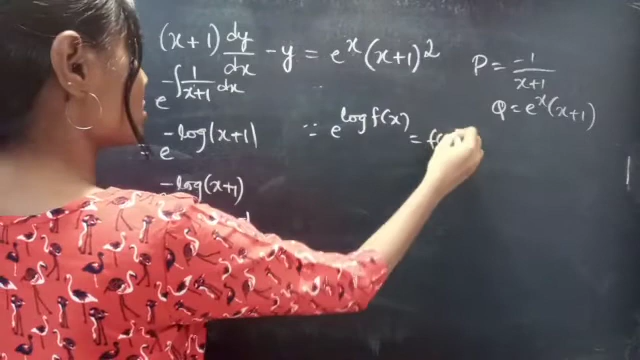 (x+1) dy/dx - y = e^x (x+1)^2
P = -1/(x+1)
e^{-∫ 1/(x+1) dx}
Q = e^x (x+1)
= e^{-log(x+1)}
∵ e^{log f(x)} = f(
-log(x+1)